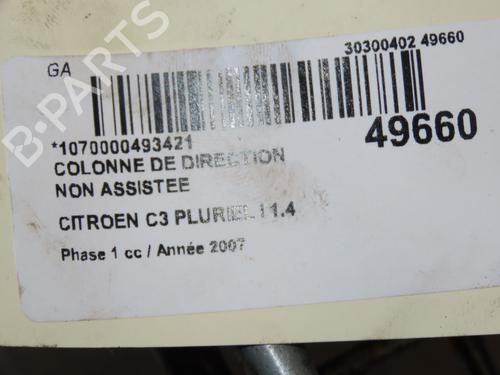 GA
30300402 49660
*1070000493421
49660
COLONNE DE DIRECTION
NON ASSISTEE
CITROEN C3 PLURIEL I 1.4
Phase 1 cc / Année 2007
B-PARTS